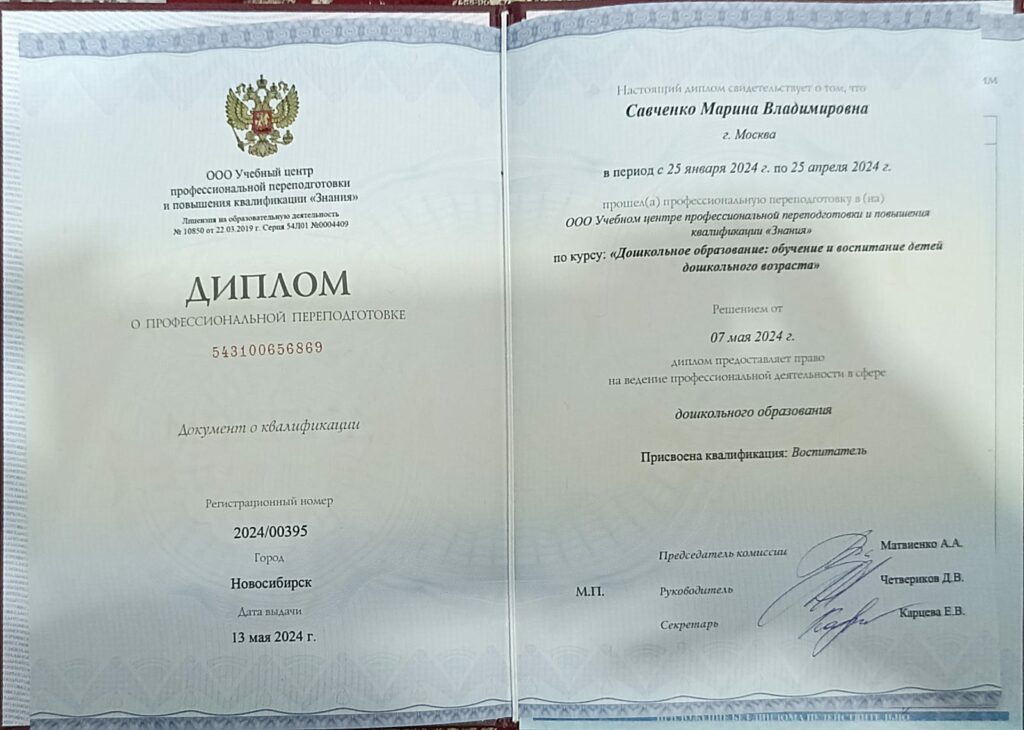 ООО Учебный центр
профессиональной переподготовки
и повышения квалификации «Знания»
Лицензия на образовательную деятельность
№ 10850 от 22.03.2019 г. Серия 54Л01 №0004409
ДИПЛОМ
О ПРОФЕССИОНАЛЬНОЙ ПЕРЕПОДГОТОВКЕ
543100656869
Документ о квалификации
Регистрационный номер
2024/00395
Город
Новосибирск
Дата выдачи
13 мая 2024 г.
Настоящий диплом свидетельствует о том, что
Савченко Марина Владимировна
г. Москва
в период с 25 января 2024 г. по 25 апреля 2024 г.
прошел(а) профессиональную переподготовку в (на)
ООО Учебном центре профессиональной переподготовки и повышения
квалификации «Знания»
по курсу: «Дошкольное образование: обучение и воспитание детей
дошкольного возраста»
Решением от
07 мая 2024 г.
диплом предоставляет право
на ведение профессиональной деятельности в сфере
дошкольного образования
Присвоена квалификация: Воспитатель
Председатель комиссии Матвиенко А.А.
М.П. Руководитель Четвериков Д.В.
Секретарь Карцева Е.В.
ПРИЛОЖЕНИЕ БЕЗ ДИПЛОМА НЕДЕЙСТВИТЕЛЬНО